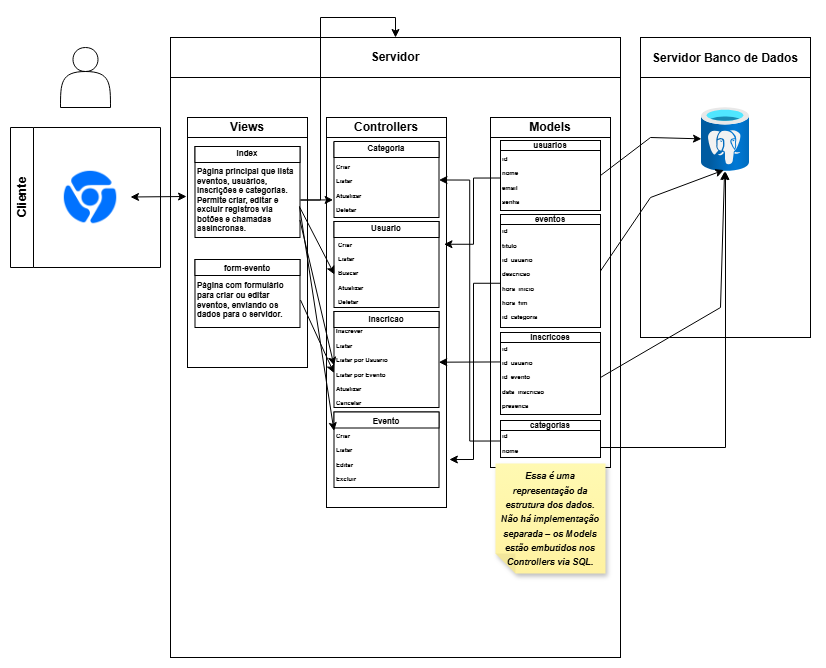 Servidor
Servidor Banco de Dados
Cliente
Views
Index
Página principal que lista
eventos, usuários,
inscrições e categorias.
Permite criar, editar e
excluir registros via
botões e chamadas
assíncronas.
form-evento
Página com formulário
para criar ou editar
eventos, enviando os
dados para o servidor.
Controllers
Categoria
Criar
Listar
Atualizar
Deletar
Usuario
Criar
Listar
Buscar
Atualizar
Deletar
Inscricao
Inscrever
Listar
Listar por Usuario
Listar por Evento
Atualizar
Cancelar
Evento
Criar
Listar
Editar
Excluir
Models
usuarios
id
nome
email
senha
eventos
id
titulo
id_usuario
descricao
hora_inicio
hora_fim
id_categoria
inscricoes
id
id_usuario
id_evento
data_inscricao
presenca
categorias
id
nome
Essa é uma
representação da
estrutura dos dados.
Não há implementação
separada – os Models
estão embutidos nos
Controllers via SQL.